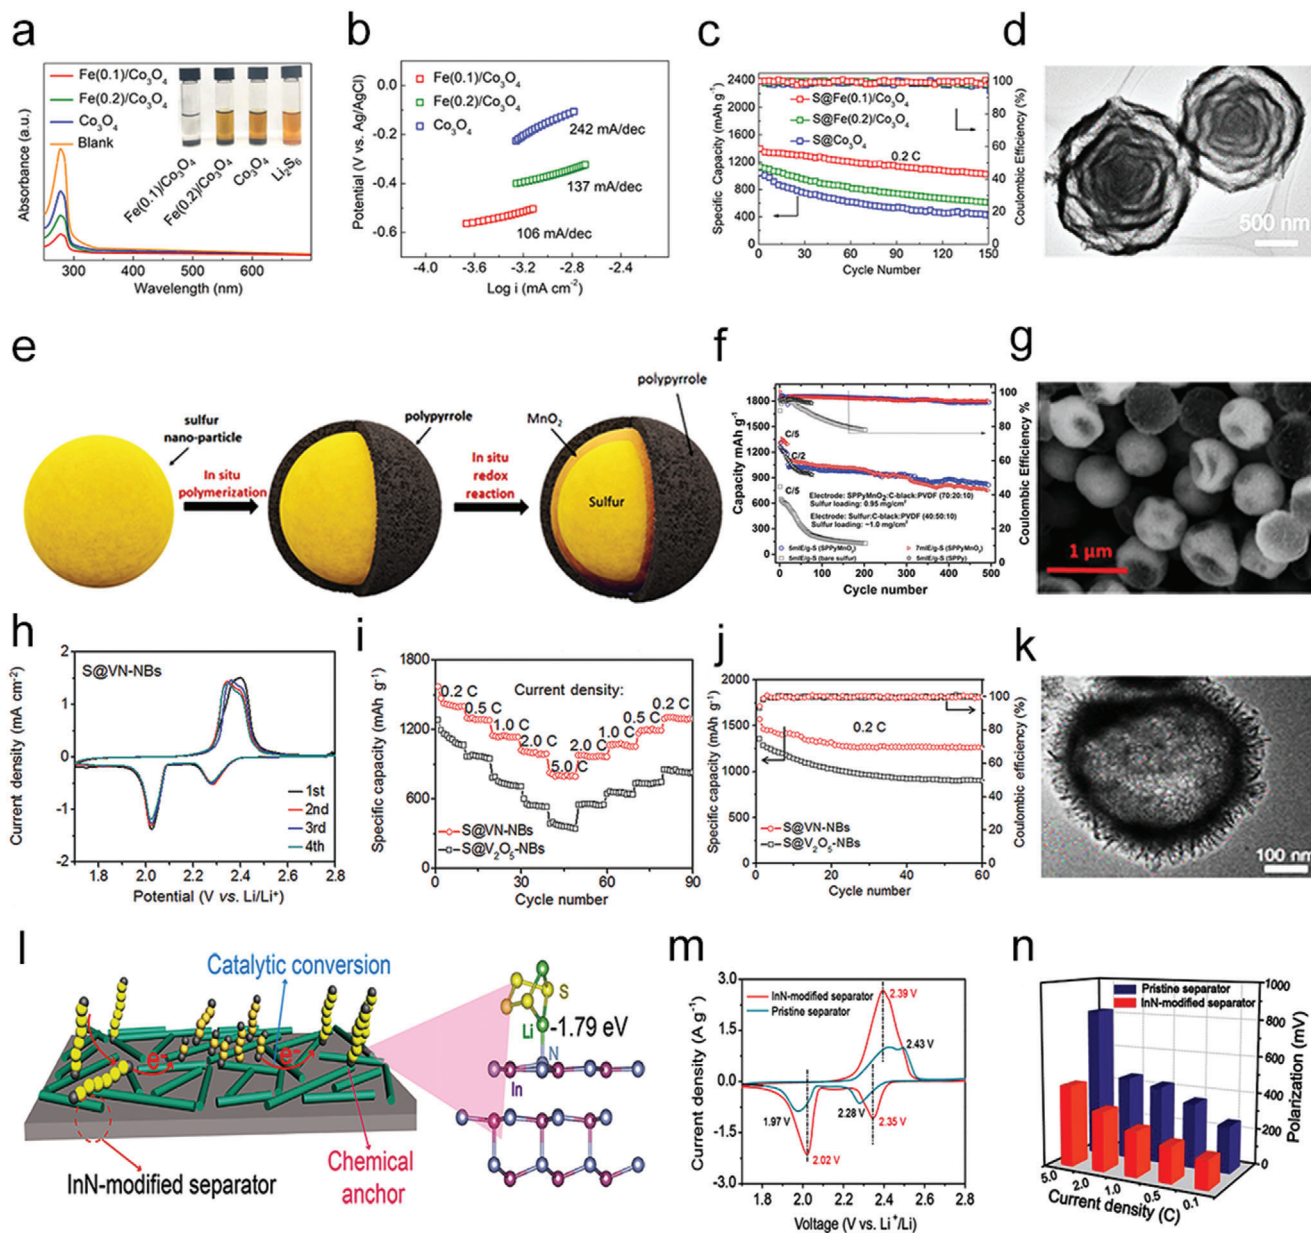 a
Absorbance (a.u.)
Fe(0.1)/Co₃O₄
Fe(0.2)/Co₃O₄
Co₃O₄
Blank
Fe(0.1)/Co₃O₄
Fe(0.2)/Co₃O₄
Co₃O₄
Li₂S₆
300 400 500 600
Wavelength (nm)
b
Potential (V vs. Ag/AgCl)
0.00
-0.2
-0.4
-0.6
Fe(0.1)/Co₃O₄
Fe(0.2)/Co₃O₄
Co₃O₄
242 mA/dec
137 mA/dec
106 mA/dec
-4.0 -3.6 -3.2 -2.8 -2.4
Log i (mA cm⁻²)
c
Specific Capacity (mAh g⁻¹)
2400
2000
1600
1200
800
400
S@Fe(0.1)/Co₃O₄
S@Fe(0.2)/Co₃O₄
S@Co₃O₄
0.2 C
100
80
60
40
20
0
Coulombic Efficiency (%)
0 30 60 90 120 150
Cycle Number
d
500 nm
e
sulfur
nano-particle
In situ
polymerization
polypyrrole
In situ
redox
reaction
MnO₂
polypyrrole
Sulfur
f
Capacity mAh g⁻¹
1800
1500
1200
900
600
300
0
C/5
C/2
C/5
Electrode: SPPyMnO₂:C-black:PVDF (70:20:10)
Sulfur loading: 0.95 mg/cm²
Electrode: Sulfur:C-black:PVDF (40:50:10)
Sulfur loading: ~1.0 mg/cm²
5mlE/g-S (SPPyMnO₂) 7mlE/g-S (SPPyMnO₂)
5mlE/g-S (bare sulfur) 5mlE/g-S (SPPy)
100
80
60
40
20
0
Coulombic Efficiency %
0 100 200 300 400 500
Cycle number
g
1 µm
h
S@VN-NBs
Current density (mA cm⁻²)
2
1
0
-1
-2
1st
2nd
3rd
4th
1.8 2.0 2.2 2.4 2.6 2.8
Potential (V vs. Li/Li⁺)
i
Specific capacity (mAh g⁻¹)
1800
1200
600
0
Current density:
0.2 C
0.5 C
1.0 C
2.0 C
5.0 C
2.0 C
1.0 C
0.5 C
0.2 C
S@VN-NBs
S@V₂O₅-NBs
0 15 30 45 60 75 90
Cycle number
j
Specific capacity (mAh g⁻¹)
2000
1750
1500
1250
1000
750
500
0.2 C
S@VN-NBs
S@V₂O₅-NBs
100
80
60
40
20
0
Coulombic efficiency (%)
0 20 40 60
Cycle number
k
100 nm
l
Catalytic conversion
e⁻
e⁻
InN-modified separator
Chemical
anchor
S
Li
-1.79 eV
N
In
m
Current density (A g⁻¹)
3.0
1.5
0.0
-1.5
-3.0
InN-modified separator
Pristine separator
2.39 V
2.43 V
1.97 V
2.28 V
2.35 V
2.02 V
2.0 2.2 2.4 2.6 2.8
Voltage (V vs. Li⁺/Li)
n
Pristine separator
InN-modified separator
1000
800
600
400
200
0
Polarization (mV)
5.0 2.0 1.0 0.5 0.1
Current density (C)